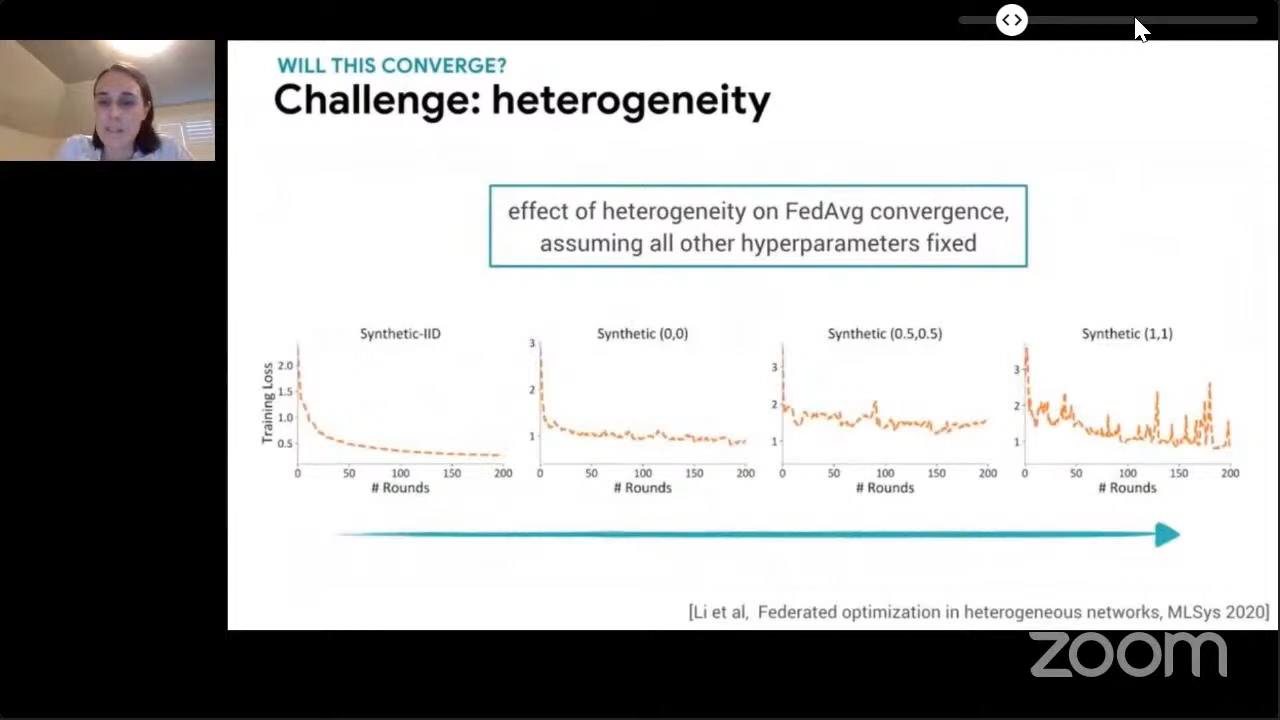 WILL THIS CONVERGE?
Challenge: heterogeneity
effect of heterogeneity on FedAvg convergence,
assuming all other hyperparameters fixed
Synthetic-IID
Training Loss
2.0
1.5
1.0
0.5
0 50 100 150 200
# Rounds
Synthetic (0,0)
3
2
1
0 50 100 150 200
# Rounds
Synthetic (0.5,0.5)
3
2
1
0 50 100 150 200
# Rounds
Synthetic (1,1)
3
2
1
0 50 100 150 200
# Rounds
[Li et al, Federated optimization in heterogeneous networks, MLSys 2020]
zoom